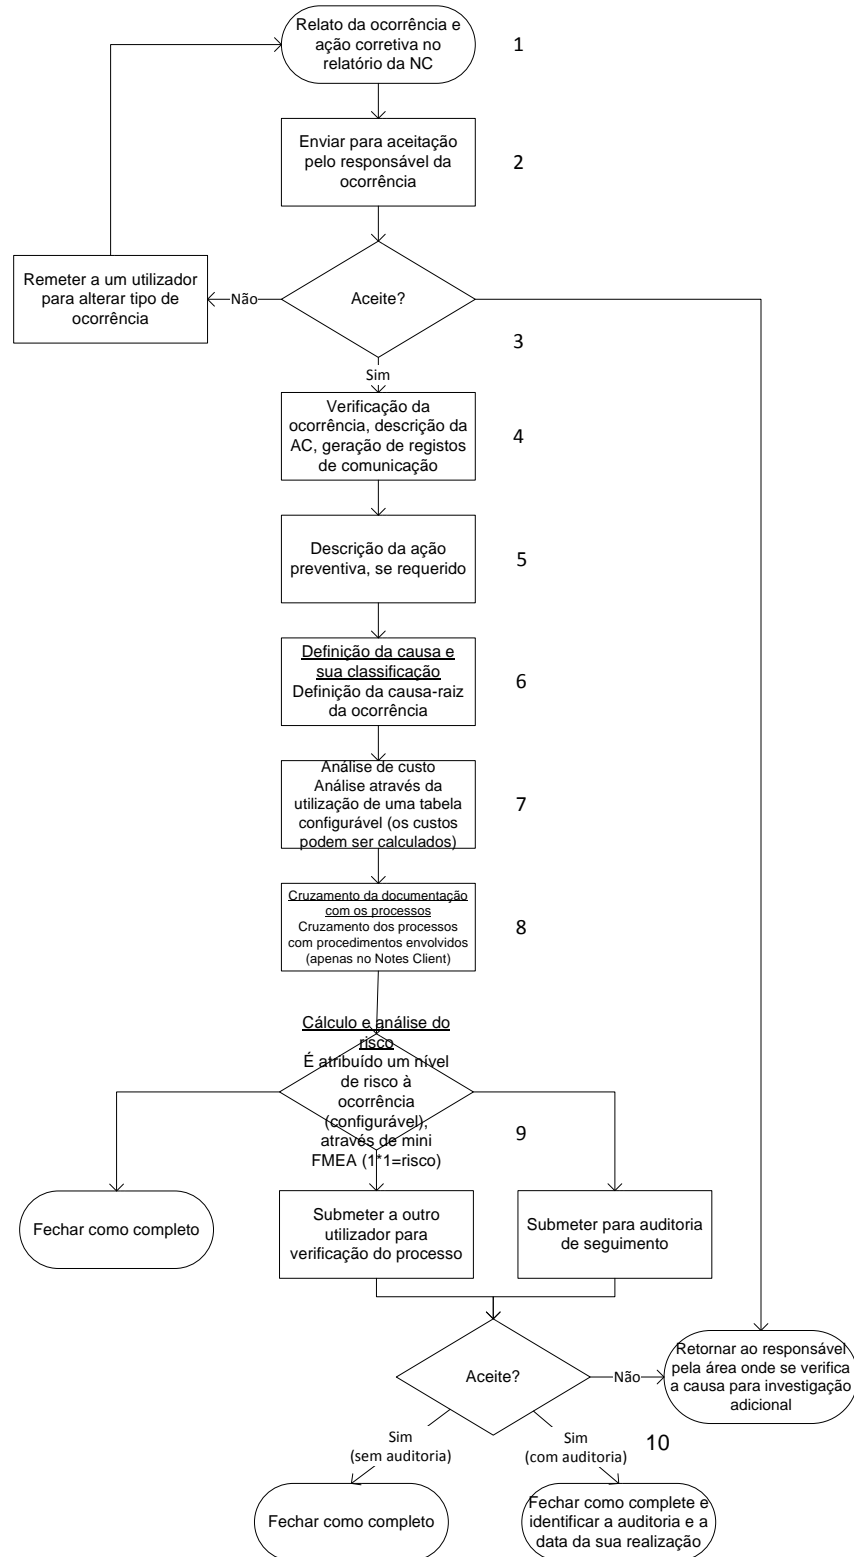 Relato da ocorrência e
ação corretiva no
relatório da NC
1
Enviar para aceitação
pelo responsável da
ocorrência
2
Remeter a um utilizador
para alterar tipo de
ocorrência
Não
Aceite?
3
Sim
Verificação da
ocorrência, descrição da
AC, geração de registos
de comunicação
4
Descrição da ação
preventiva, se requerido
5
Definição da causa e
sua classificação
Definição da causa-raiz
da ocorrência
6
Análise de custo
Análise através da
utilização de uma tabela
configurável (os custos
podem ser calculados)
7
Cruzamento da documentação
com os processos
Cruzamento dos processos
com procedimentos envolvidos
(apenas no Notes Client)
8
Cálculo e análise do
risco
É atribuído um nível
de risco à
ocorrência
(configurável),
através de mini
FMEA (1*1=risco)
9
Fechar como completo
Submeter a outro
utilizador para
verificação do processo
Submeter para auditoria
de seguimento
Aceite?
Não
Retornar ao responsável
pela área onde se verifica
a causa para investigação
adicional
Sim
(sem auditoria)
Sim
(com auditoria)
10
Fechar como completo
Fechar como complete e
identificar a auditoria e a
data da sua realização